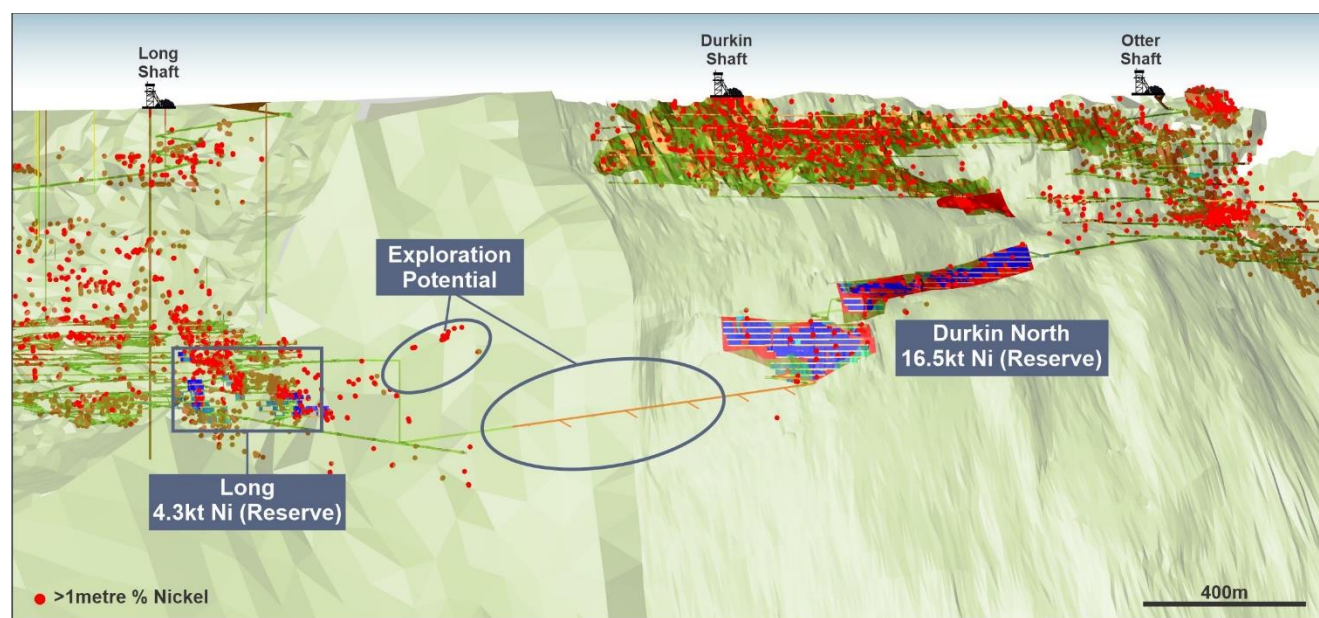 Long
Shaft
Durkin
Shaft
Otter
Shaft
Exploration
Potential
Durkin North
16.5kt Ni (Reserve)
Long
4.3kt Ni (Reserve)
>1metre % Nickel
400m